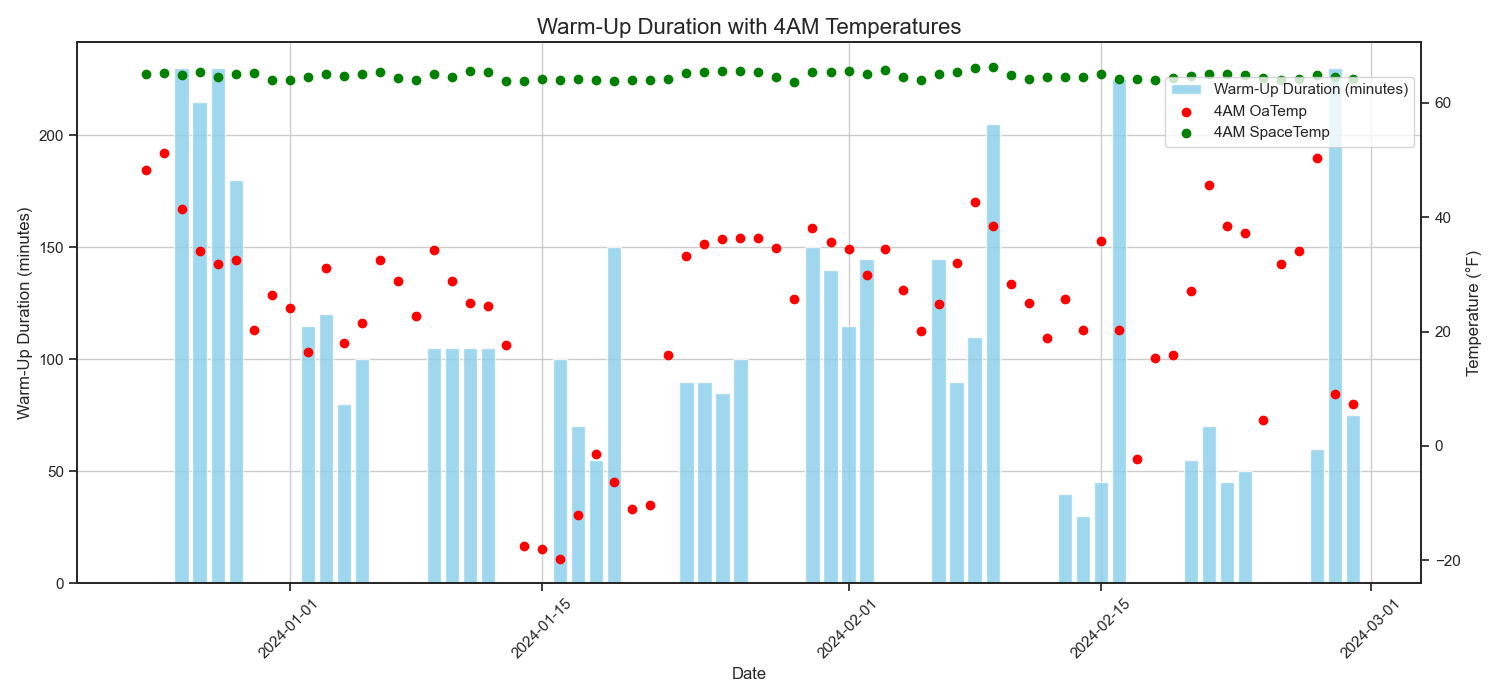 Warm-Up Duration with 4AM Temperatures
Warm-Up Duration (minutes)
200
150
100
50
0
60
40
20
0
−20
Temperature (°F)
Warm-Up Duration (minutes)
4AM OaTemp
4AM SpaceTemp
2024-01-01
2024-01-15
2024-02-01
2024-02-15
2024-03-01
Date